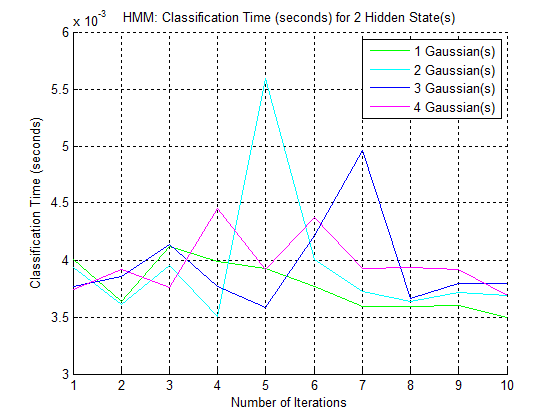 HMM: Classification Time (seconds) for 2 Hidden State(s)
x 10^-3
6
5.5
5
4.5
4
3.5
3
Classification Time (seconds)
1 Gaussian(s)
2 Gaussian(s)
3 Gaussian(s)
4 Gaussian(s)
1 2 3 4 5 6 7 8 9 10
Number of Iterations